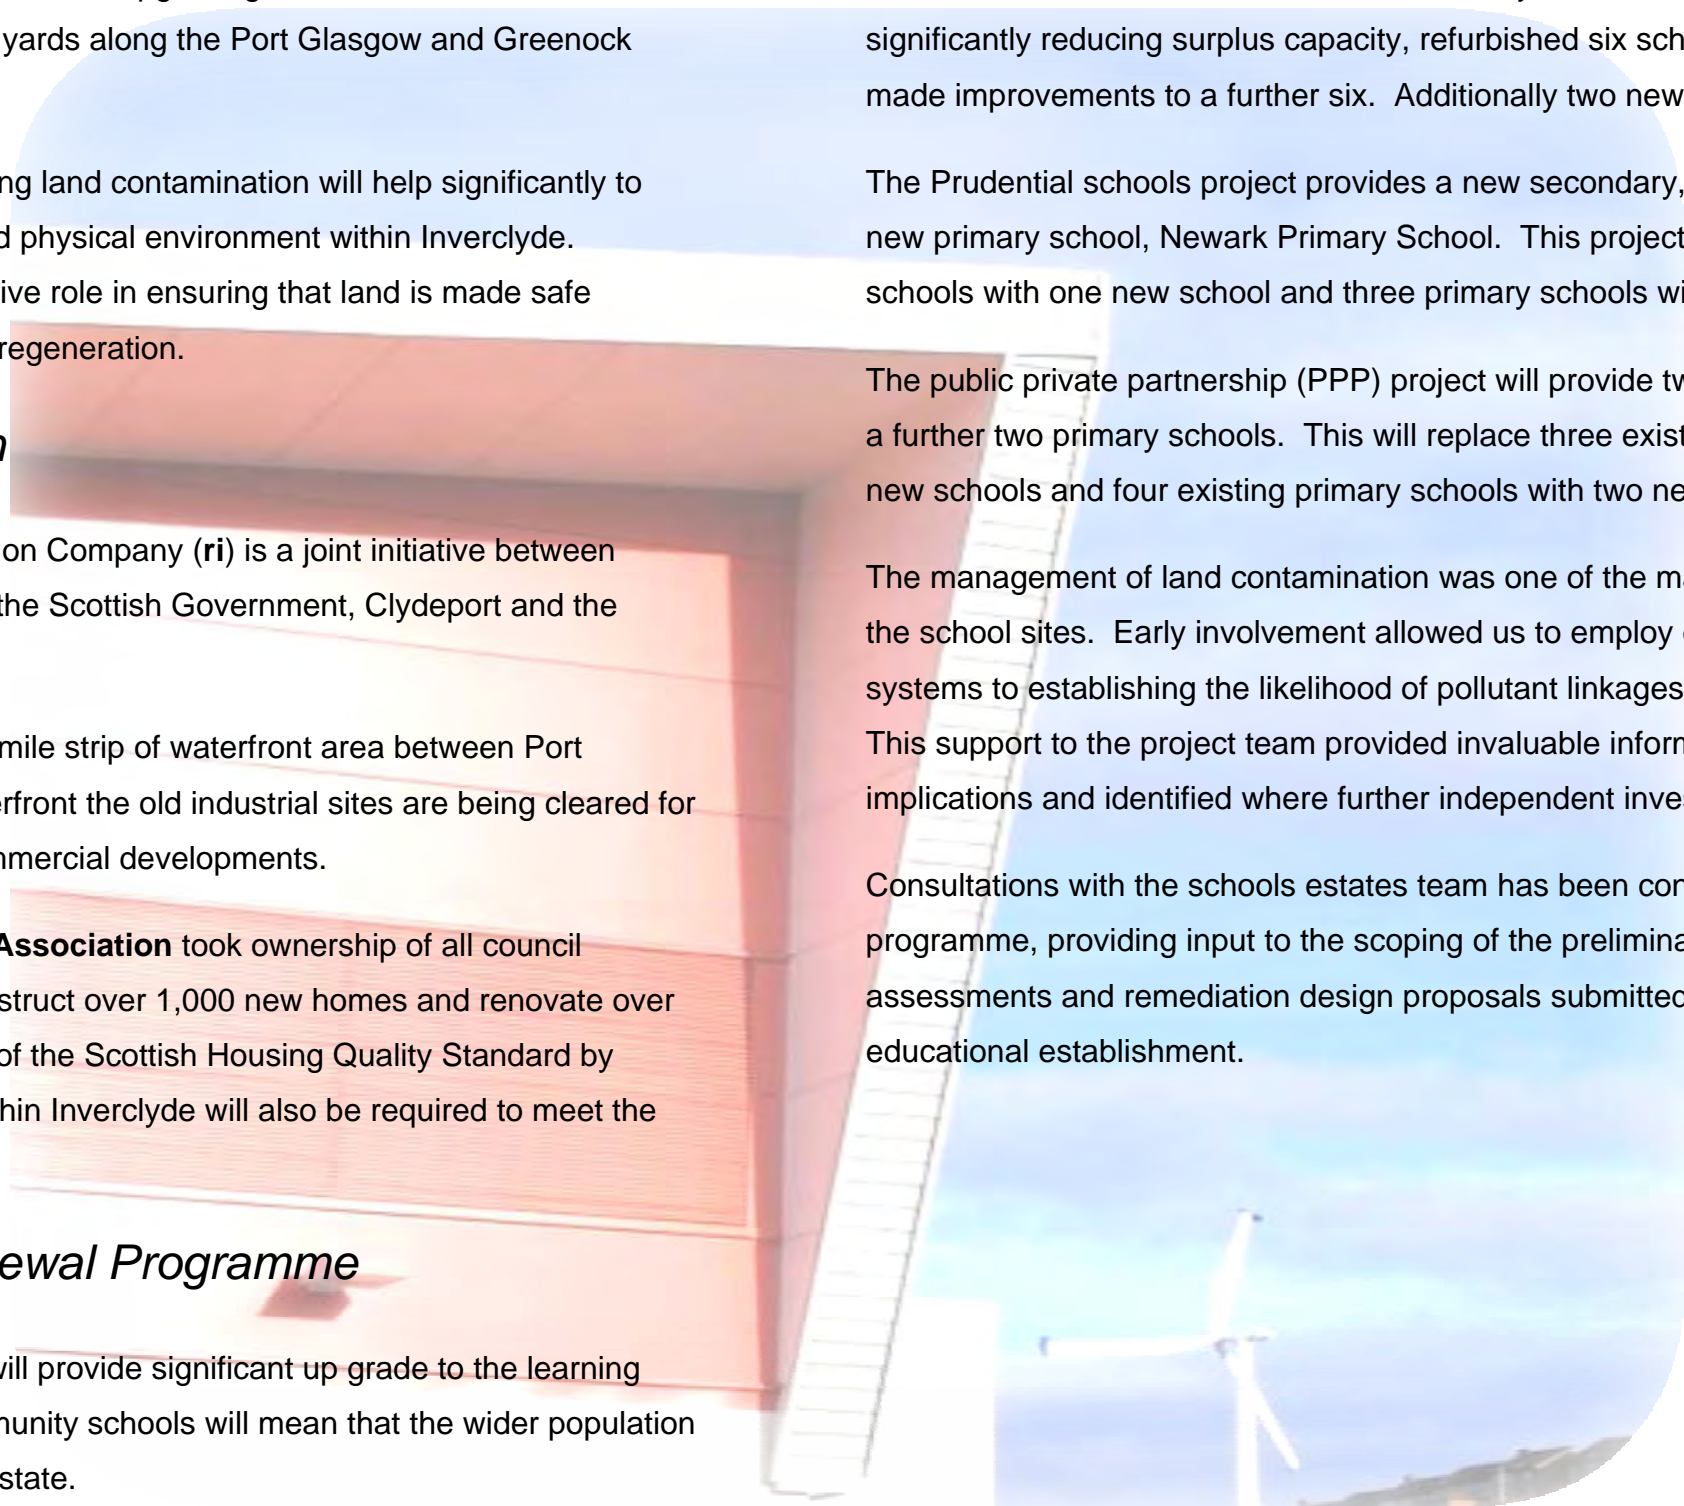 yards along the Port Glasgow and Greenock
ng land contamination will help significantly to
physical environment within Inverclyde.
ive role in ensuring that land is made safe
regeneration.
on Company (ri) is a joint initiative between
the Scottish Government, Clydeport and the
mile strip of waterfront area between Port
erfront the old industrial sites are being cleared for
mmercial developments.
Association took ownership of all council
struct over 1,000 new homes and renovate over
of the Scottish Housing Quality Standard by
hin Inverclyde will also be required to meet the
ewal Programme
will provide significant up grade to the learning
munity schools will mean that the wider population
state.
significantly reducing surplus capacity, refurbished six sch
made improvements to a further six. Additionally two new
The Prudential schools project provides a new secondary,
new primary school, Newark Primary School. This project
schools with one new school and three primary schools wi
The public private partnership (PPP) project will provide tw
a further two primary schools. This will replace three exist
new schools and four existing primary schools with two ne
The management of land contamination was one of the ma
the school sites. Early involvement allowed us to employ
systems to establishing the likelihood of pollutant linkages
This support to the project team provided invaluable inform
implications and identified where further independent inves
Consultations with the schools estates team has been con
programme, providing input to the scoping of the prelimina
assessments and remediation design proposals submitted
educational establishment.